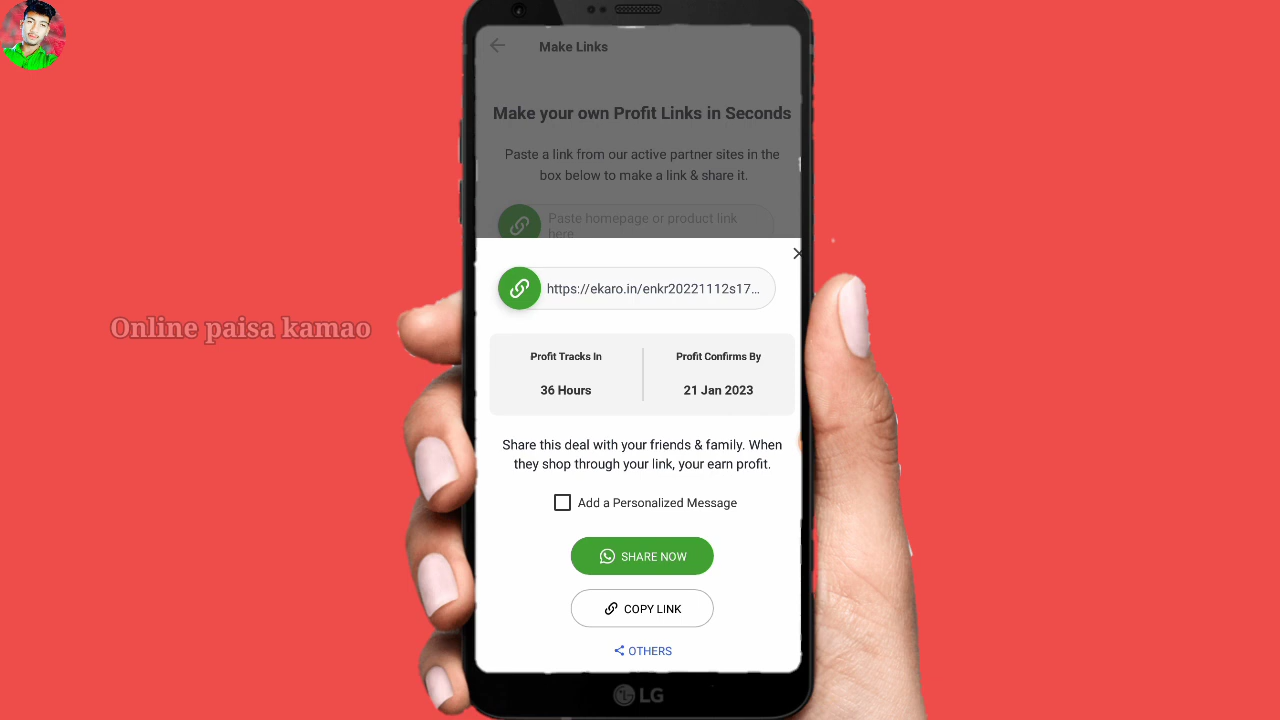 Make Links
Make your own Profit Links in Seconds
Paste a link from our active partner sites in the
box below to make a link & share it.
Paste homepage or product link
here
https://ekaro.in/enkr20221112s17...
Profit Tracks In
Profit Confirms By
36 Hours
21 Jan 2023
Online paisa kamao
Share this deal with your friends & family. When
they shop through your link, your earn profit.
Add a Personalized Message
SHARE NOW
COPY LINK
OTHERS
LG